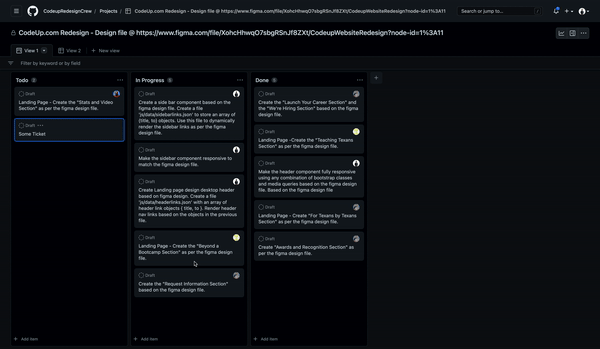 CodeupRedesignCrew / Projects / CodeUp.com Redesign - Design file @ https://www.figma.com/file/XohcHhwqO7sbgRSnJf8ZXt/CodeupWebsiteRedesign?node-id=1%3A11
Search or jump to...
CodeUp.com Redesign - Design file @ https://www.figma.com/file/XohcHhwqO7sbgRSnJf8ZXt/CodeupWebsiteRedesign?node-id=1%3A11
View 1
View 2
New view
Filter by keyword or by field
Todo 2
Draft
Landing Page - Create the "Stats and Video
Section" as per the figma design file.
Draft
Some Ticket
Add item
In Progress 5
Draft
Create a side bar component based on the
figma design file. Create a file
'js/data/sidebarlinks.json' to store an array of
{title, to} objects. Use this file to dynamically
render the sidebar links as per the figma
design file.
Draft
Make the sidebar component responsive to
match the figma design file.
Draft
Create Landing page design desktop header
based on figma design. Create a file
'js/data/headerlinks.json' with an array of
header link objects { title, to }. Render header
nav links based on the objects in the previous
file.
Draft
Landing Page - Create the "Beyond a
Bootcamp Section" as per the figma design
file.
Draft
Create the "Request Information Section"
based on the figma design file.
Add item
Done 5
Draft
Create the "Launch Your Career Section" and
the "We're Hiring Section" based on the figma
design file.
Draft
Landing Page -Create the "Teaching Texans
Section" as per the figma design file.
Draft
Make the header component fully responsive
using any combination of bootstrap classes
and media queries based on the figma design
file. Based on the figma design file
Draft
Landing Page - Create "For Texans by Texans
Section" as per the figma design file.
Draft
Create "Awards and Recognition Section" as
per the figma design file.
Add item